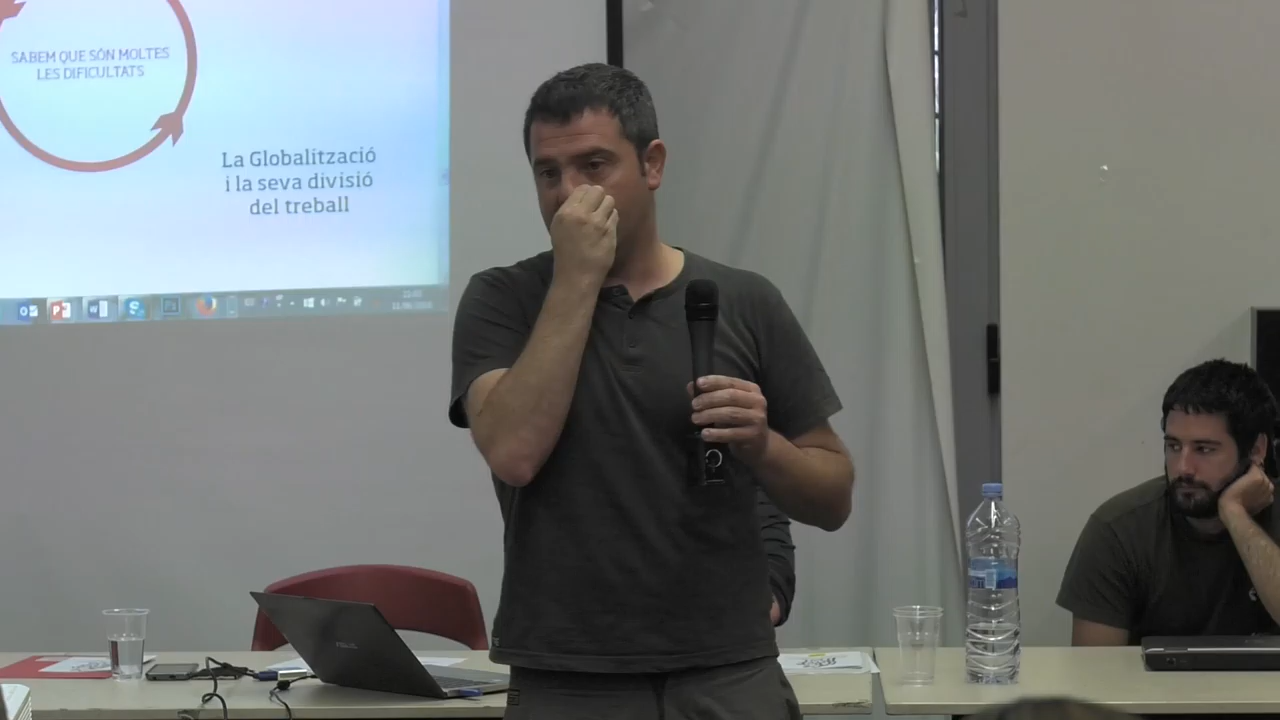 SABEM QUE SÓN MOLTES
LES DIFICULTATS
La Globalització
i la seva divisió
del treball